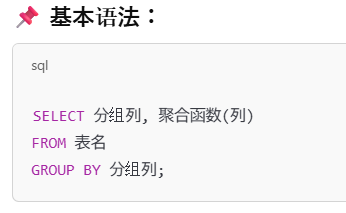 📌 基本语法：
sql
SELECT 分组列, 聚合函数(列)
FROM 表名
GROUP BY 分组列;